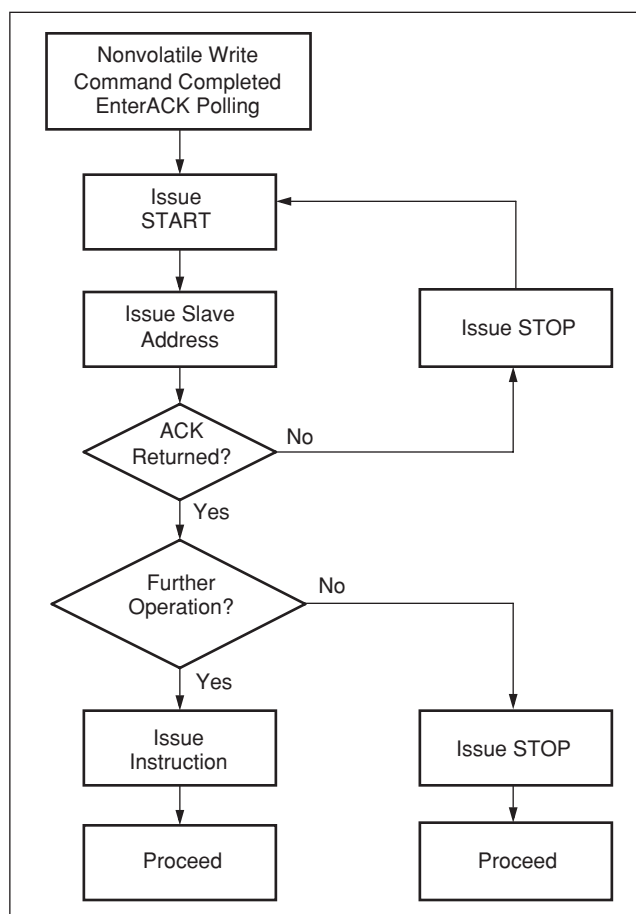 Nonvolatile Write
Command Completed
EnterACK Polling
Issue
START
Issue Slave
Address
Issue STOP
ACK
Returned?
No
Yes
Further
Operation?
No
Yes
Issue
Instruction
Issue STOP
Proceed
Proceed